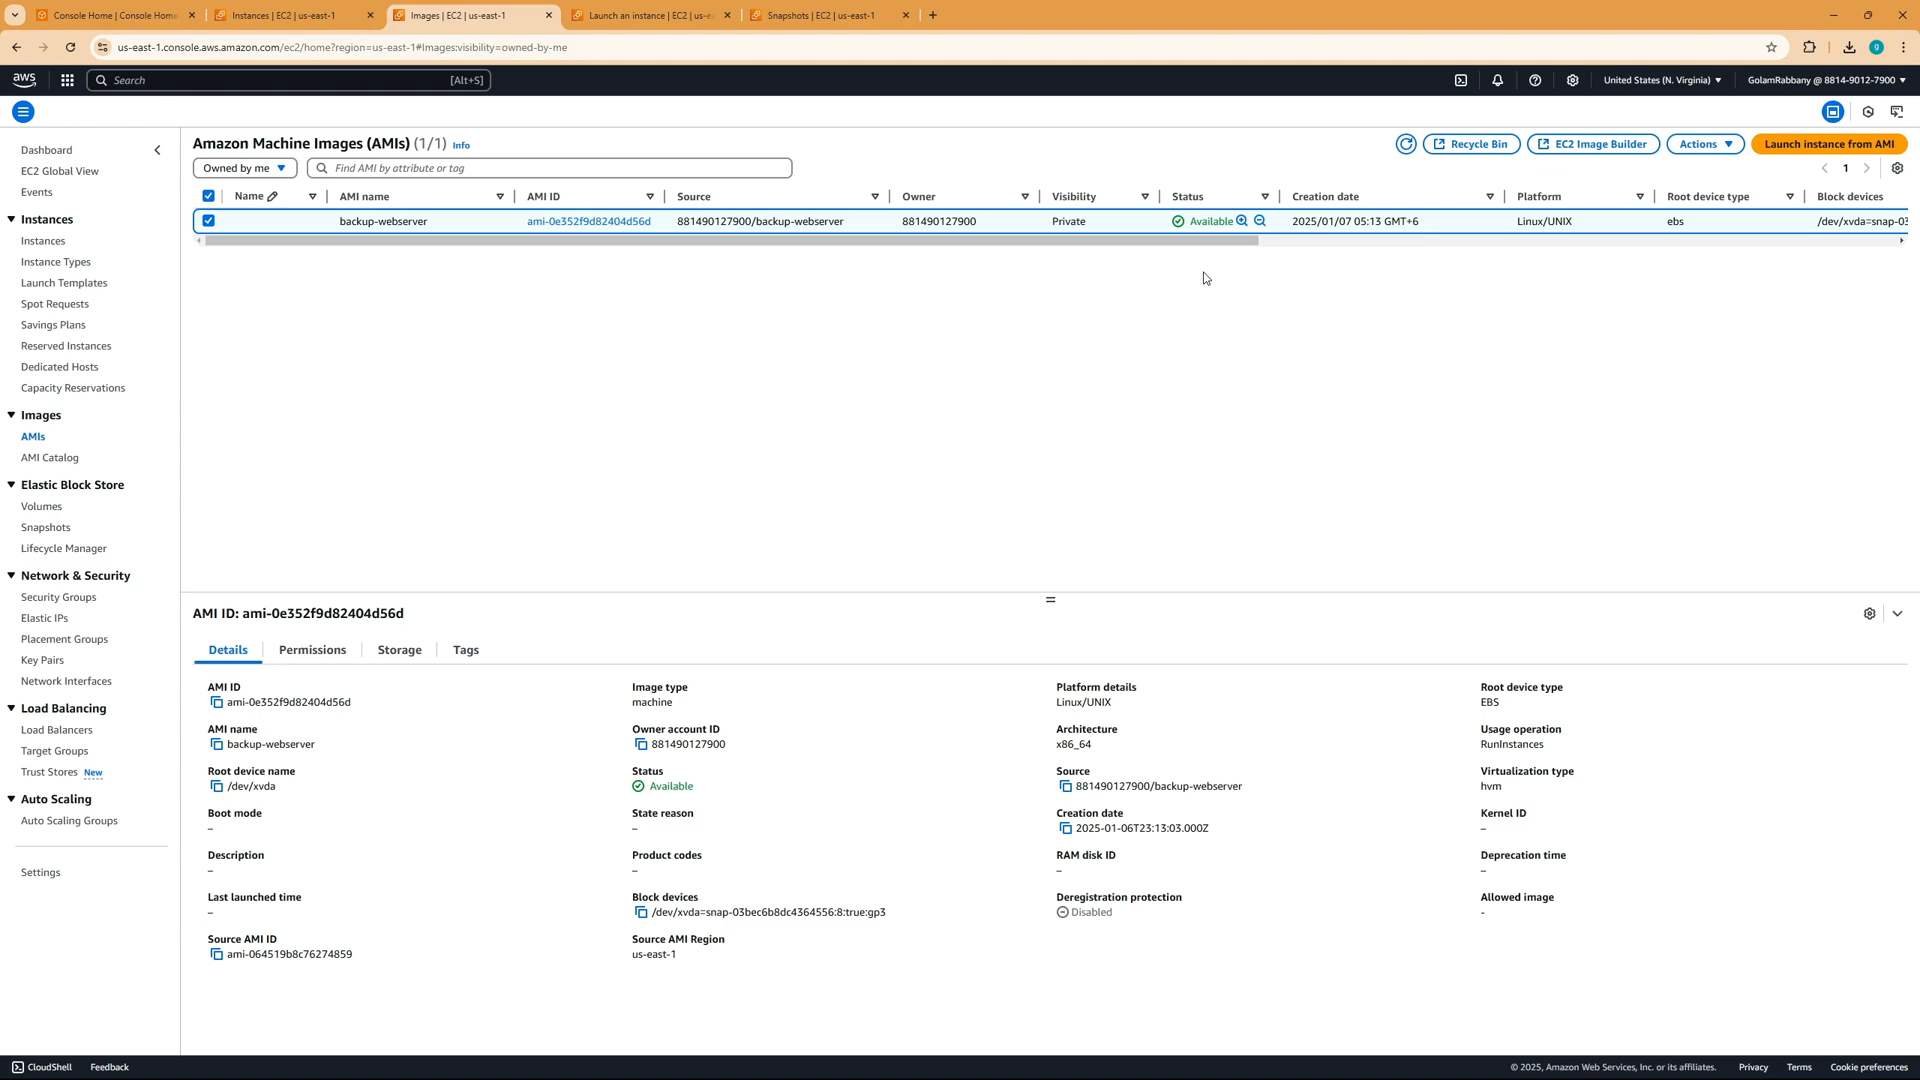 Console Home | Console Home
Instances | EC2 | us-east-1
Images | EC2 | us-east-1
Launch an instance | EC2 | us-e
Snapshots | EC2 | us-east-1
us-east-1.console.aws.amazon.com/ec2/home?region=us-east-1#Images:visibility=owned-by-me
g
aws
Search
[Alt+S]
United States (N. Virginia)
GolamRabbany @ 8814-9012-7900
Dashboard
EC2 Global View
Events
Instances
Instances
Instance Types
Launch Templates
Spot Requests
Savings Plans
Reserved Instances
Dedicated Hosts
Capacity Reservations
Images
AMIs
AMI Catalog
Elastic Block Store
Volumes
Snapshots
Lifecycle Manager
Network & Security
Security Groups
Elastic IPs
Placement Groups
Key Pairs
Network Interfaces
Load Balancing
Load Balancers
Target Groups
Trust Stores New
Auto Scaling
Auto Scaling Groups
Settings
Amazon Machine Images (AMIs) (1/1) Info
Recycle Bin
EC2 Image Builder
Actions
Launch instance from AMI
Owned by me
Find AMI by attribute or tag
1
Name AMI name AMI ID Source Owner Visibility Status Creation date Platform Root device type Block devices
backup-webserver ami-0e352f9d82404d56d 881490127900/backup-webserver 881490127900 Private Available 2025/01/07 05:13 GMT+6 Linux/UNIX ebs /dev/xvda=snap-03
AMI ID: ami-0e352f9d82404d56d
Details Permissions Storage Tags
AMI ID Image type Platform details Root device type
ami-0e352f9d82404d56d machine Linux/UNIX EBS
AMI name Owner account ID Architecture Usage operation
backup-webserver 881490127900 x86_64 RunInstances
Root device name Status Source Virtualization type
/dev/xvda Available 881490127900/backup-webserver hvm
Boot mode State reason Creation date Kernel ID
– – 2025-01-06T23:13:03.000Z –
Description Product codes RAM disk ID Deprecation time
– – – –
Last launched time Block devices Deregistration protection Allowed image
– /dev/xvda=snap-03bec6b8dc4364556:8:true:gp3 Disabled -
Source AMI ID Source AMI Region
ami-064519b8c76274859 us-east-1
CloudShell Feedback
© 2025, Amazon Web Services, Inc. or its affiliates. Privacy Terms Cookie preferences